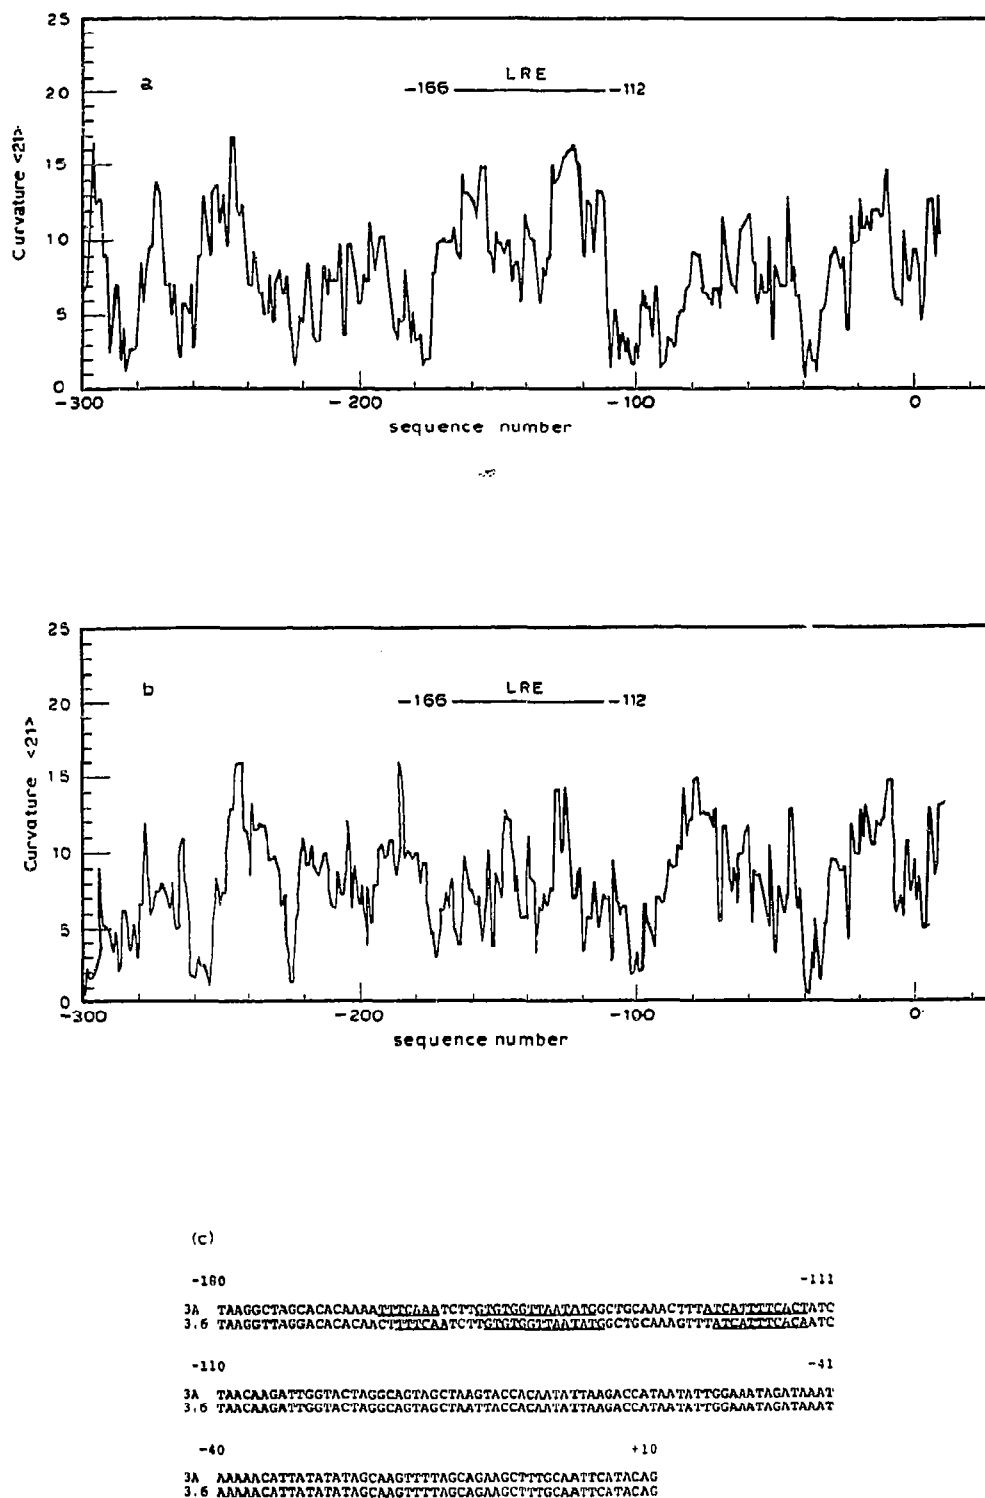 25
20
15
10
5
0
Curvature <21>
a
LRE
-166 -112
-300 -200 -100 0
sequence number
25
20
15
10
5
0
Curvature <21>
b
LRE
-166 -112
-300 -200 -100 0
sequence number
(c)
-180 -111
3A TAAGGCTAGCACACAAAATTTCAAATCTTGTGTGGTTAATATGGCTGCAAACTTTATCATTTTCACTATC
3.6 TAAGGTTAGGACACACAACTTTTCAATCTTGTGTGGTTAATATGGCTGCAAAGTTTATCATTTCACAATC
-110 -41
3A TAACAAGATTGGTACTAGGCAGTAGCTAAGTACCACAATATTAAGACCATAATATTGGAAATAGATAAAT
3.6 TAACAAGATTGGTACTAGGCAGTAGCTAATTACCACAATATTAAGACCATAATATTGGAAATAGATAAAT
-40 +10
3A AAAAACATTATATATAGCAAGTTTTAGCAGAAGCTTTGCAATTCATACAG
3.6 AAAAACATTATATATAGCAAGTTTTAGCAGAAGCTTTGCAATTCATACAG